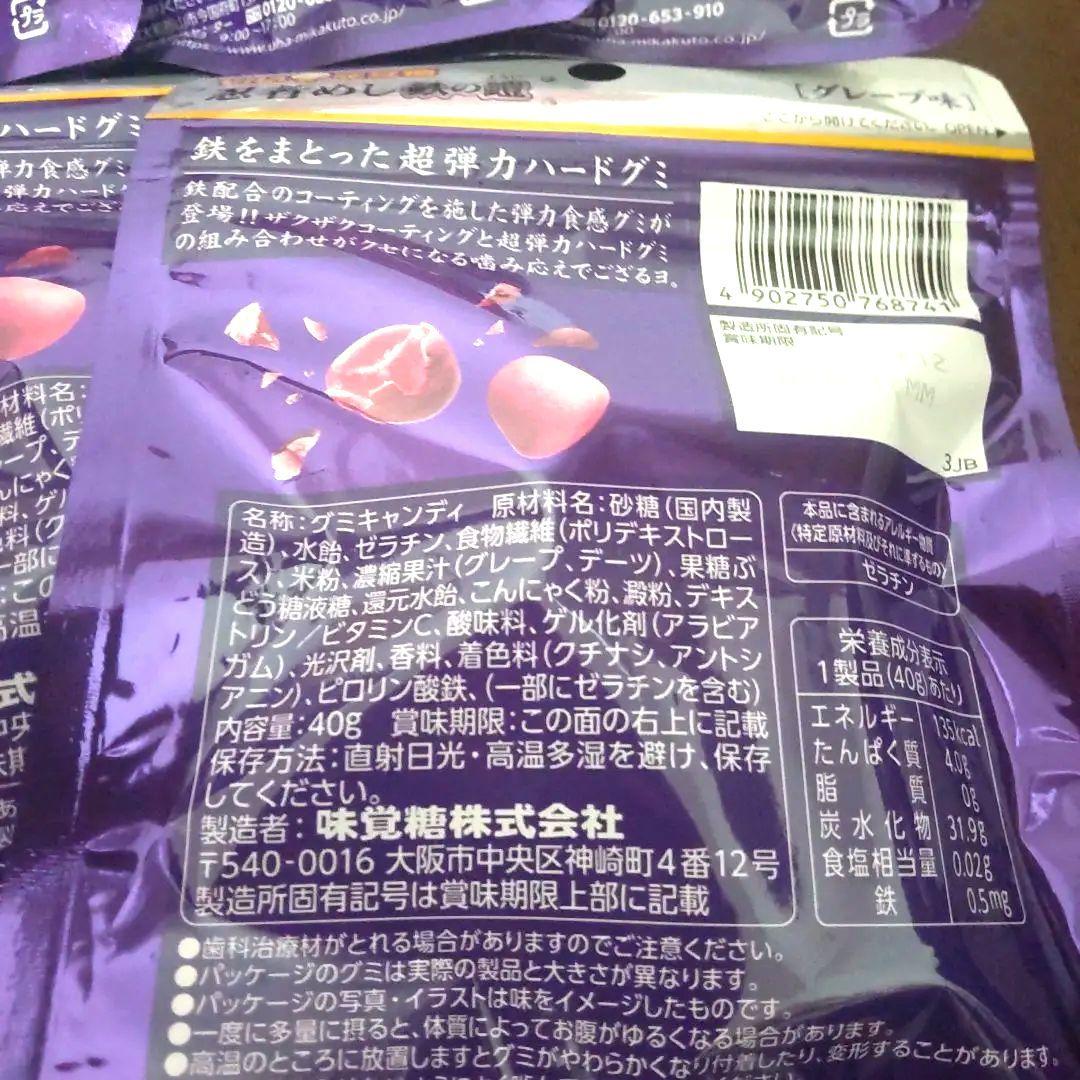 0120-653-910
www.uha-mikakuto.co.jp/
プラ
[グレープ味]
ここから開けてください。OPEN
鉄をまとった超弾力ハードグミ
鉄配合のコーティングを施した弾力食感グミが
登場!!ザクザクコーティングと超弾力ハードグミ
の組み合わせがクセになる噛み応えでござるヨ。
4 902750 768741
製造所固有記号
賞味期限
MM
3JB
名称:グミキャンディ 原材料名:砂糖(国内製
造)、水飴、ゼラチン、食物繊維(ポリデキストロー
ス)、米粉、濃縮果汁(グレープ、デーツ)、果糖ぶ
どう糖液糖、還元水飴、こんにゃく粉、澱粉、デキス
トリン/ビタミンC、酸味料、ゲル化剤(アラビア
ガム)、光沢剤、香料、着色料(クチナシ、アントシ
アニン)、ピロリン酸鉄、(一部にゼラチンを含む)
内容量:40g 賞味期限:この面の右上に記載
保存方法:直射日光・高温多湿を避け、保存
してください。
製造者:味覚糖株式会社
〒540-0016 大阪市中央区神崎町4番12号
製造所固有記号は賞味期限上部に記載
本品に含まれるアレルギー物質
(特定原材料及びそれに準ずるもの)
ゼラチン
栄養成分表示
1製品(40g)あたり
エネルギー 135kcal
たんぱく質 4.0g
脂質 0g
炭水化物 31.9g
食塩相当量 0.02g
鉄 0.5mg
●歯科治療材がとれる場合がありますのでご注意ください。
●パッケージのグミは実際の製品と大きさが異なります。
●パッケージの写真・イラストは味をイメージしたものです。
●一度に多量に摂ると、体質によってお腹がゆるくなる場合があります。
●高温のところに放置しますとグミがやわらかくなり付着したり、変形することがあります。